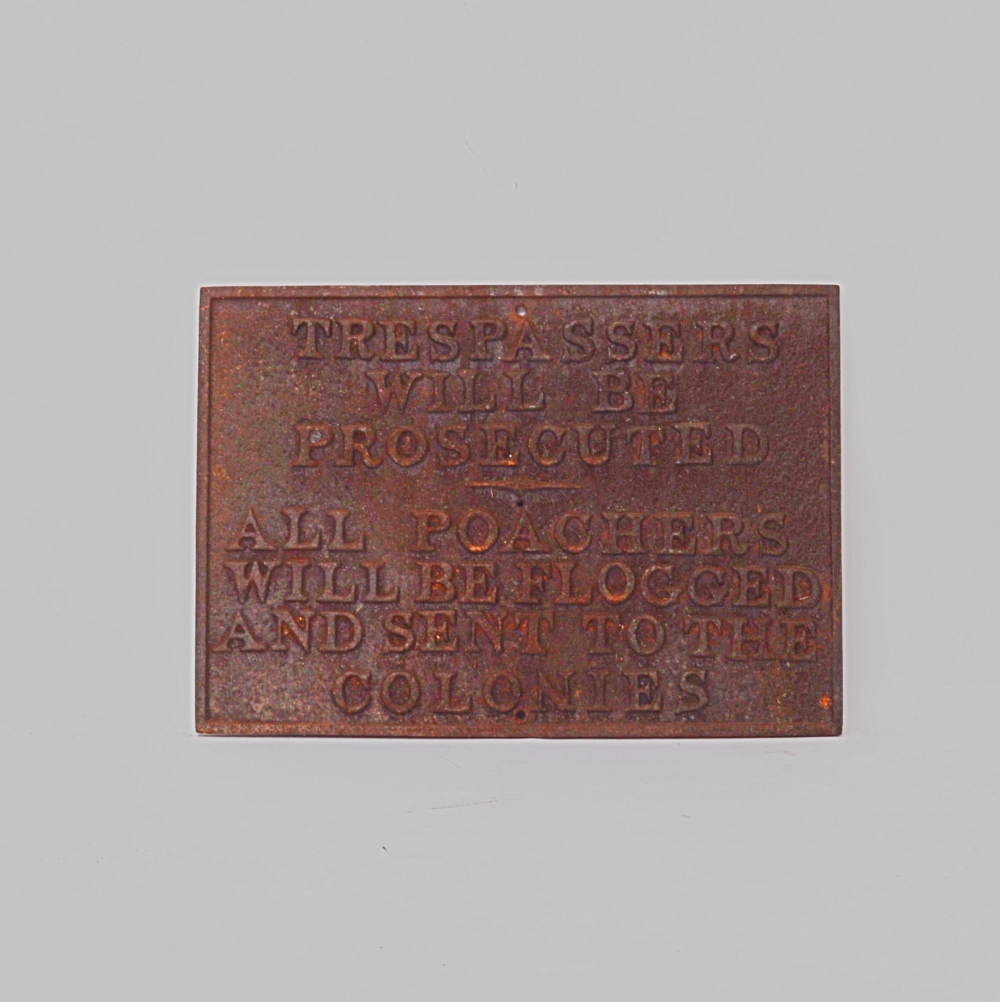 TRESPASSERS
WILL BE
PROSECUTED
ALL POACHERS
WILL BE FLOGGED
AND SENT TO THE
COLONIES